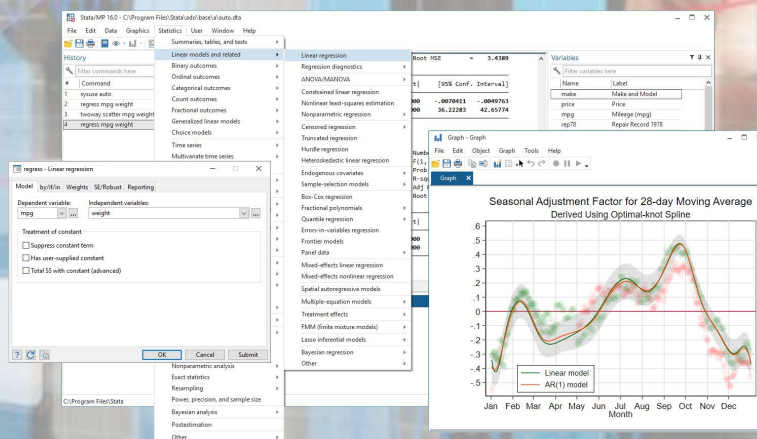 Stata/MP 16.0 - C:\Program Files\Stata\ado\base\a\auto.dta
File Edit Data Graphics Statistics User Window Help
History
Filter commands here
# Command
1 sysuse auto
2 regress mpg weight
3 twoway scatter mpg weight
4 regress mpg weight
Summaries, tables, and tests
Linear models and related
Binary outcomes
Ordinal outcomes
Categorical outcomes
Count outcomes
Fractional outcomes
Generalized linear models
Choice models
Time series
Multivariate time series
Nonparametric analysis
Exact statistics
Resampling
Power, precision, and sample size
Bayesian analysis
Postestimation
Other
Linear regression
Regression diagnostics
ANOVA/MANOVA
Constrained linear regression
Nonlinear least-squares estimation
Nonparametric regression
Censored regression
Truncated regression
Hurdle regression
Heteroskedastic linear regression
Endogenous covariates
Sample-selection models
Box-Cox regression
Fractional polynomials
Quantile regression
Errors-in-variables regression
Frontier models
Panel data
Mixed-effects linear regression
Mixed-effects nonlinear regression
Spatial autoregressive models
Multiple-equation models
Treatment effects
FMM (finite mixture models)
Lasso inferential models
Bayesian regression
Other
Root MSE = 3.4389
t| [95% Conf. Interval]
000 -.0070411 -.0049763
000 36.22283 42.65774
Numbe
F(1,
Prob
R-squ
Adj R
Root
t|
000
000
Variables
Filter variables here
Name Label
make Make and Model
price Price
mpg Mileage (mpg)
rep78 Repair Record 1978
regress - Linear regression
Model by/if/in Weights SE/Robust Reporting
Dependent variable: Independent variables:
mpg weight
Treatment of constant
Suppress constant term
Has user-supplied constant
Total SS with constant (advanced)
OK Cancel Submit
C:\Program Files\Stata
Graph - Graph
File Edit Object Graph Tools Help
Graph
Seasonal Adjustment Factor for 28-day Moving Average
Derived Using Optimal-knot Spline
.6
.5
.4
.3
.2
.1
0
-.1
-.2
-.3
-.4
-.5
Linear model
AR(1) model
Jan Feb Mar Apr May Jun Jul Aug Sep Oct Nov Dec
Month